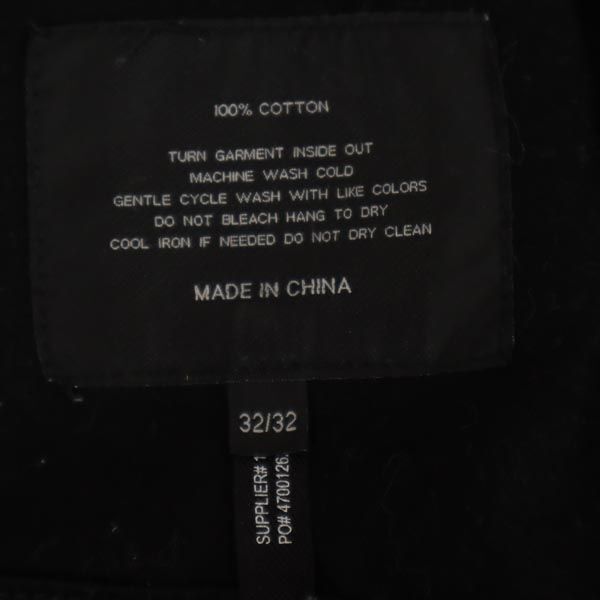 100% COTTON
TURN GARMENT INSIDE OUT
MACHINE WASH COLD
GENTLE CYCLE WASH WITH LIKE COLORS
DO NOT BLEACH HANG TO DRY
COOL IRON IF NEEDED DO NOT DRY CLEAN
MADE IN CHINA
32/32
SUPPLIER# 1
PO# 4700126